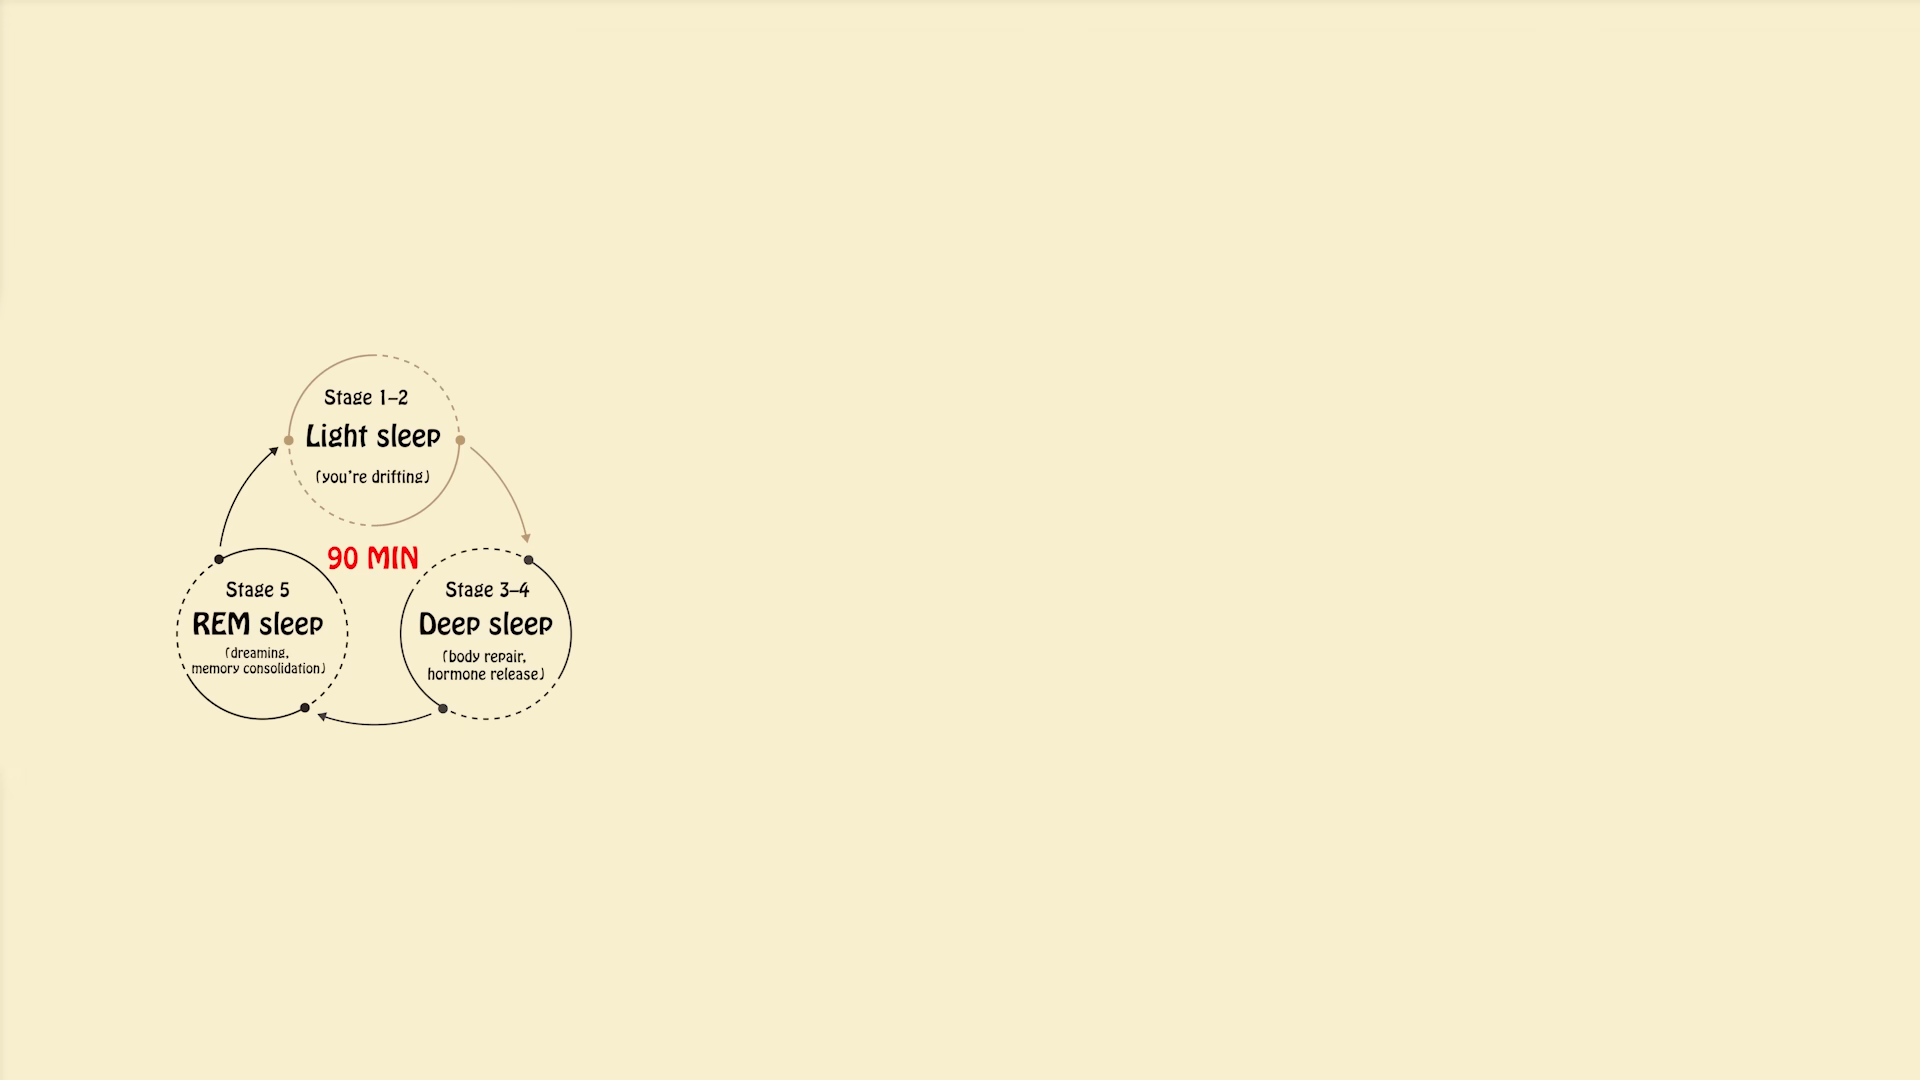 Stage 1–2
Light sleep
(you're drifting)
90 MIN
Stage 5
REM sleep
(dreaming,
memory consolidation)
Stage 3–4
Deep sleep
(body repair,
hormone release)